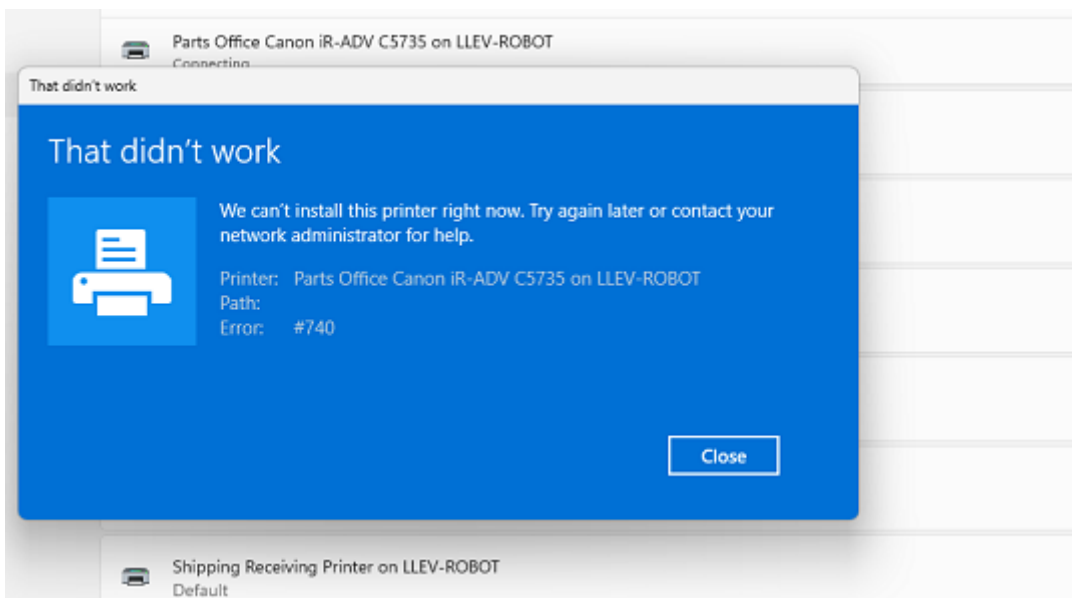 Parts Office Canon iR-ADV C5735 on LLEV-ROBOT
Connecting
That didn't work
That didn't work
We can't install this printer right now. Try again later or contact your
network administrator for help.
Printer: Parts Office Canon iR-ADV C5735 on LLEV-ROBOT
Path:
Error: #740
Close
Shipping Receiving Printer on LLEV-ROBOT
Default